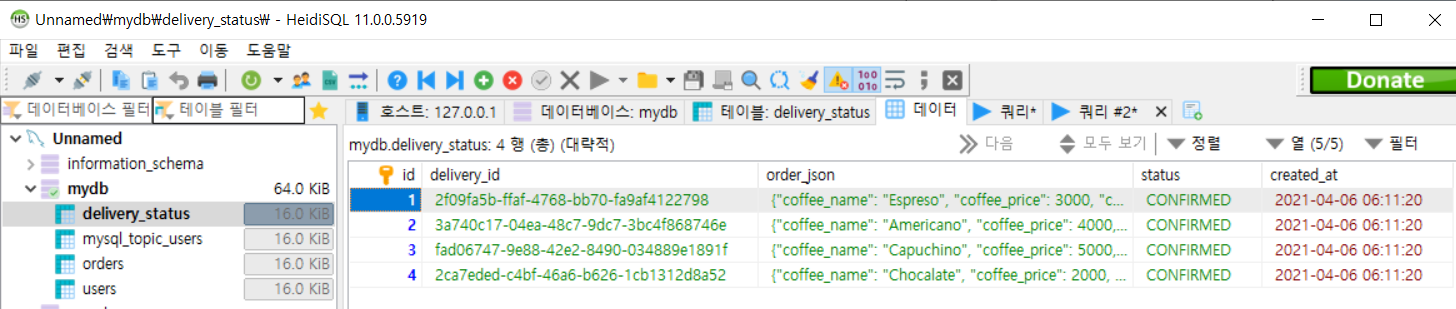 HS Unnamed￦mydb￦delivery_status￦ - HeidiSQL 11.0.0.5919
파일 편집 검색 도구 이동 도움말
Donate
데이터베이스 필터 테이블 필터 호스트: 127.0.0.1 데이터베이스: mydb 테이블: delivery_status 데이터 쿼리* 쿼리 #2*
Unnamed
information_schema
mydb 64.0 KiB
delivery_status 16.0 KiB
mysql_topic_users 16.0 KiB
orders 16.0 KiB
users 16.0 KiB
mydb.delivery_status: 4 행 (총) (대략적) 다음 모두 보기 정렬 열 (5/5) 필터
id delivery_id order_json status created_at
1 2f09fa5b-ffaf-4768-bb70-fa9af4122798 {"coffee_name": "Espreso", "coffee_price": 3000, "c... CONFIRMED 2021-04-06 06:11:20
2 3a740c17-04ea-48c7-9dc7-3bc4f868746e {"coffee_name": "Americano", "coffee_price": 4000,... CONFIRMED 2021-04-06 06:11:20
3 fad06747-9e88-42e2-8490-034889e1891f {"coffee_name": "Capuchino", "coffee_price": 5000,... CONFIRMED 2021-04-06 06:11:20
4 2ca7eded-c4bf-46a6-b626-1cb1312d8a52 {"coffee_name": "Chocalate", "coffee_price": 2000, ... CONFIRMED 2021-04-06 06:11:20